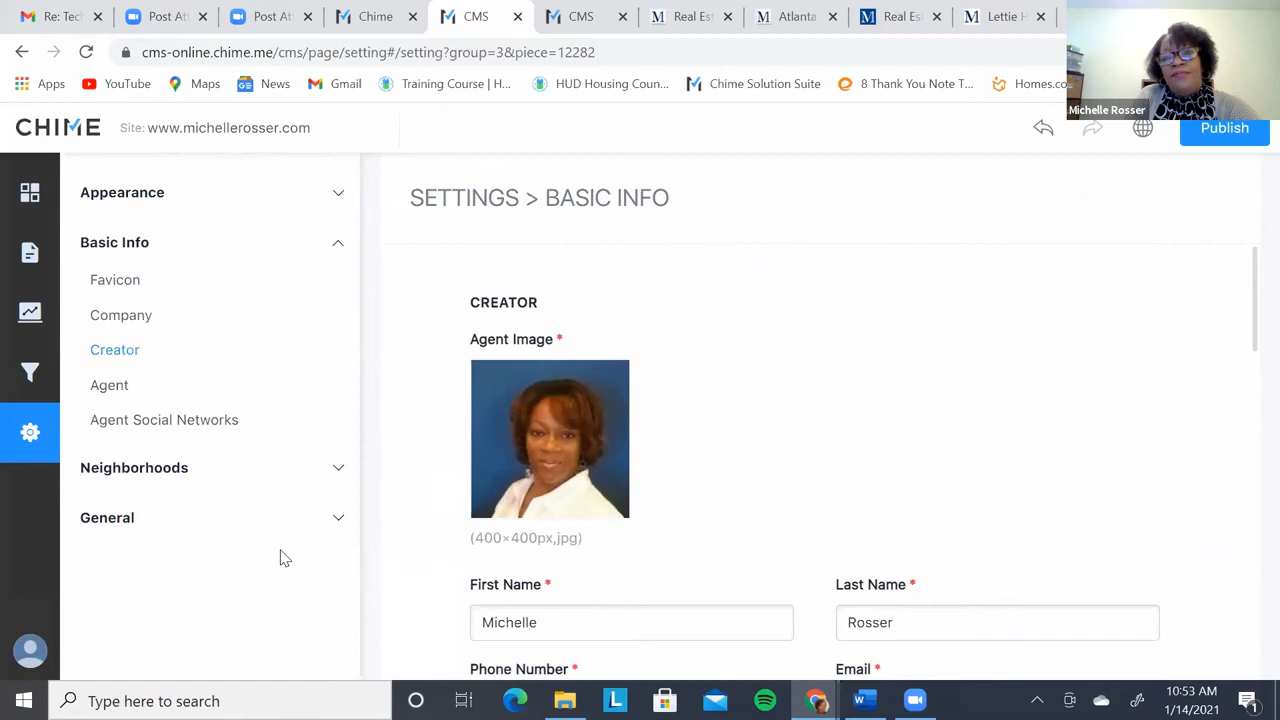 Re: Tec
Post Att
Post Att
Chime
CMS
CMS
Real Est
Atlanta
Real Es
Lettie H
cms-online.chime.me/cms/page/setting#/setting?group=3&piece=12282
Apps
YouTube
Maps
News
Gmail
Training Course | H...
HUD Housing Coun...
Chime Solution Suite
8 Thank You Note T...
Homes.co
Michelle Rosser
CHIME
Site: www.michellerosser.com
Publish
Appearance
Basic Info
Favicon
Company
Creator
Agent
Agent Social Networks
Neighborhoods
General
SETTINGS > BASIC INFO
CREATOR
Agent Image *
(400×400px,jpg)
First Name *
Last Name *
Michelle
Rosser
Phone Number *
Email *
Type here to search
10:53 AM
1/14/2021